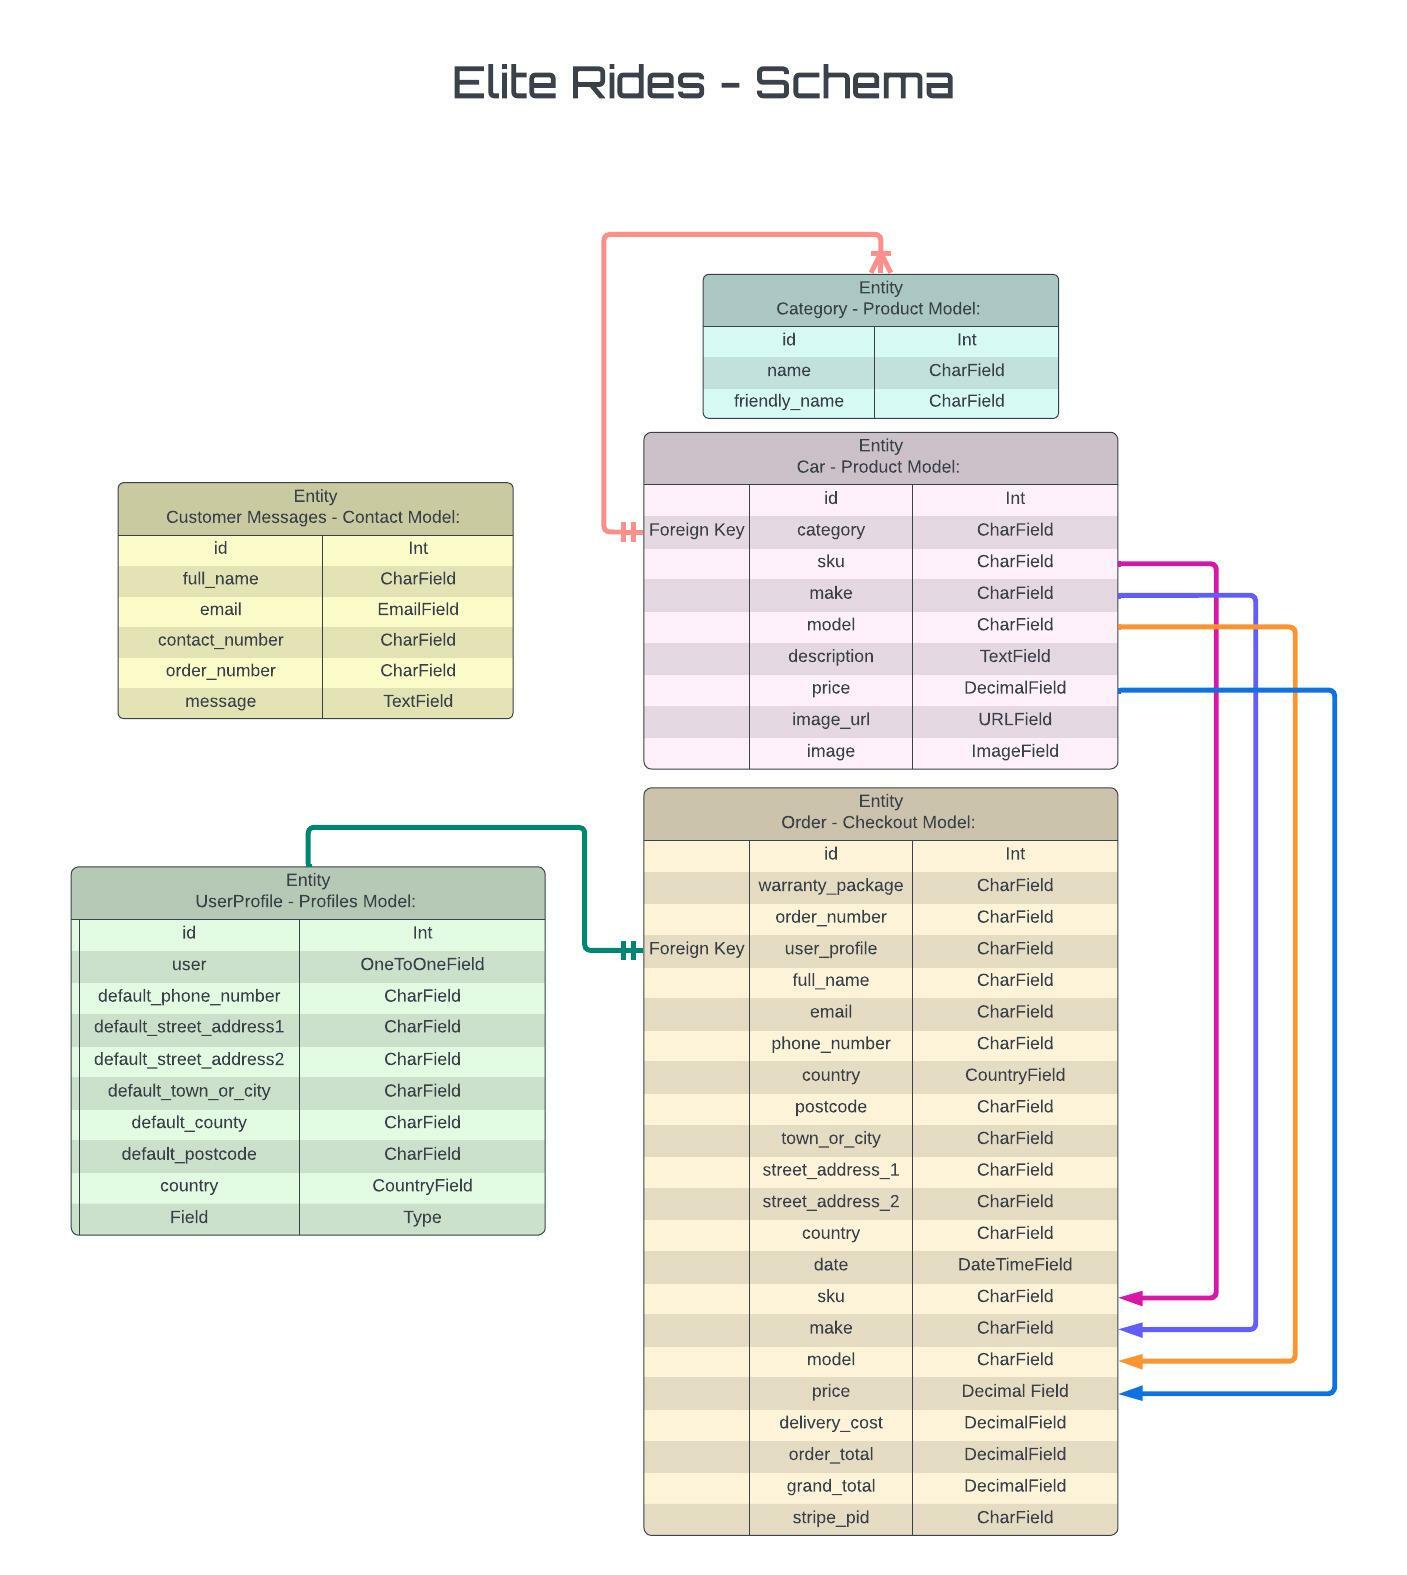 Elite Rides - Schema
Entity
Category - Product Model:
id Int
name CharField
friendly_name CharField
Entity
Car - Product Model:
id Int
Foreign Key category CharField
sku CharField
make CharField
model CharField
description TextField
price DecimalField
image_url URLField
image ImageField
Entity
Customer Messages - Contact Model:
id Int
full_name CharField
email EmailField
contact_number CharField
order_number CharField
message TextField
Entity
Order - Checkout Model:
id Int
warranty_package CharField
order_number CharField
Foreign Key user_profile CharField
full_name CharField
email CharField
phone_number CharField
country CountryField
postcode CharField
town_or_city CharField
street_address_1 CharField
street_address_2 CharField
country CharField
date DateTimeField
sku CharField
make CharField
model CharField
price Decimal Field
delivery_cost DecimalField
order_total DecimalField
grand_total DecimalField
stripe_pid CharField
Entity
UserProfile - Profiles Model:
id Int
user OneToOneField
default_phone_number CharField
default_street_address1 CharField
default_street_address2 CharField
default_town_or_city CharField
default_county CharField
default_postcode CharField
country CountryField
Field Type